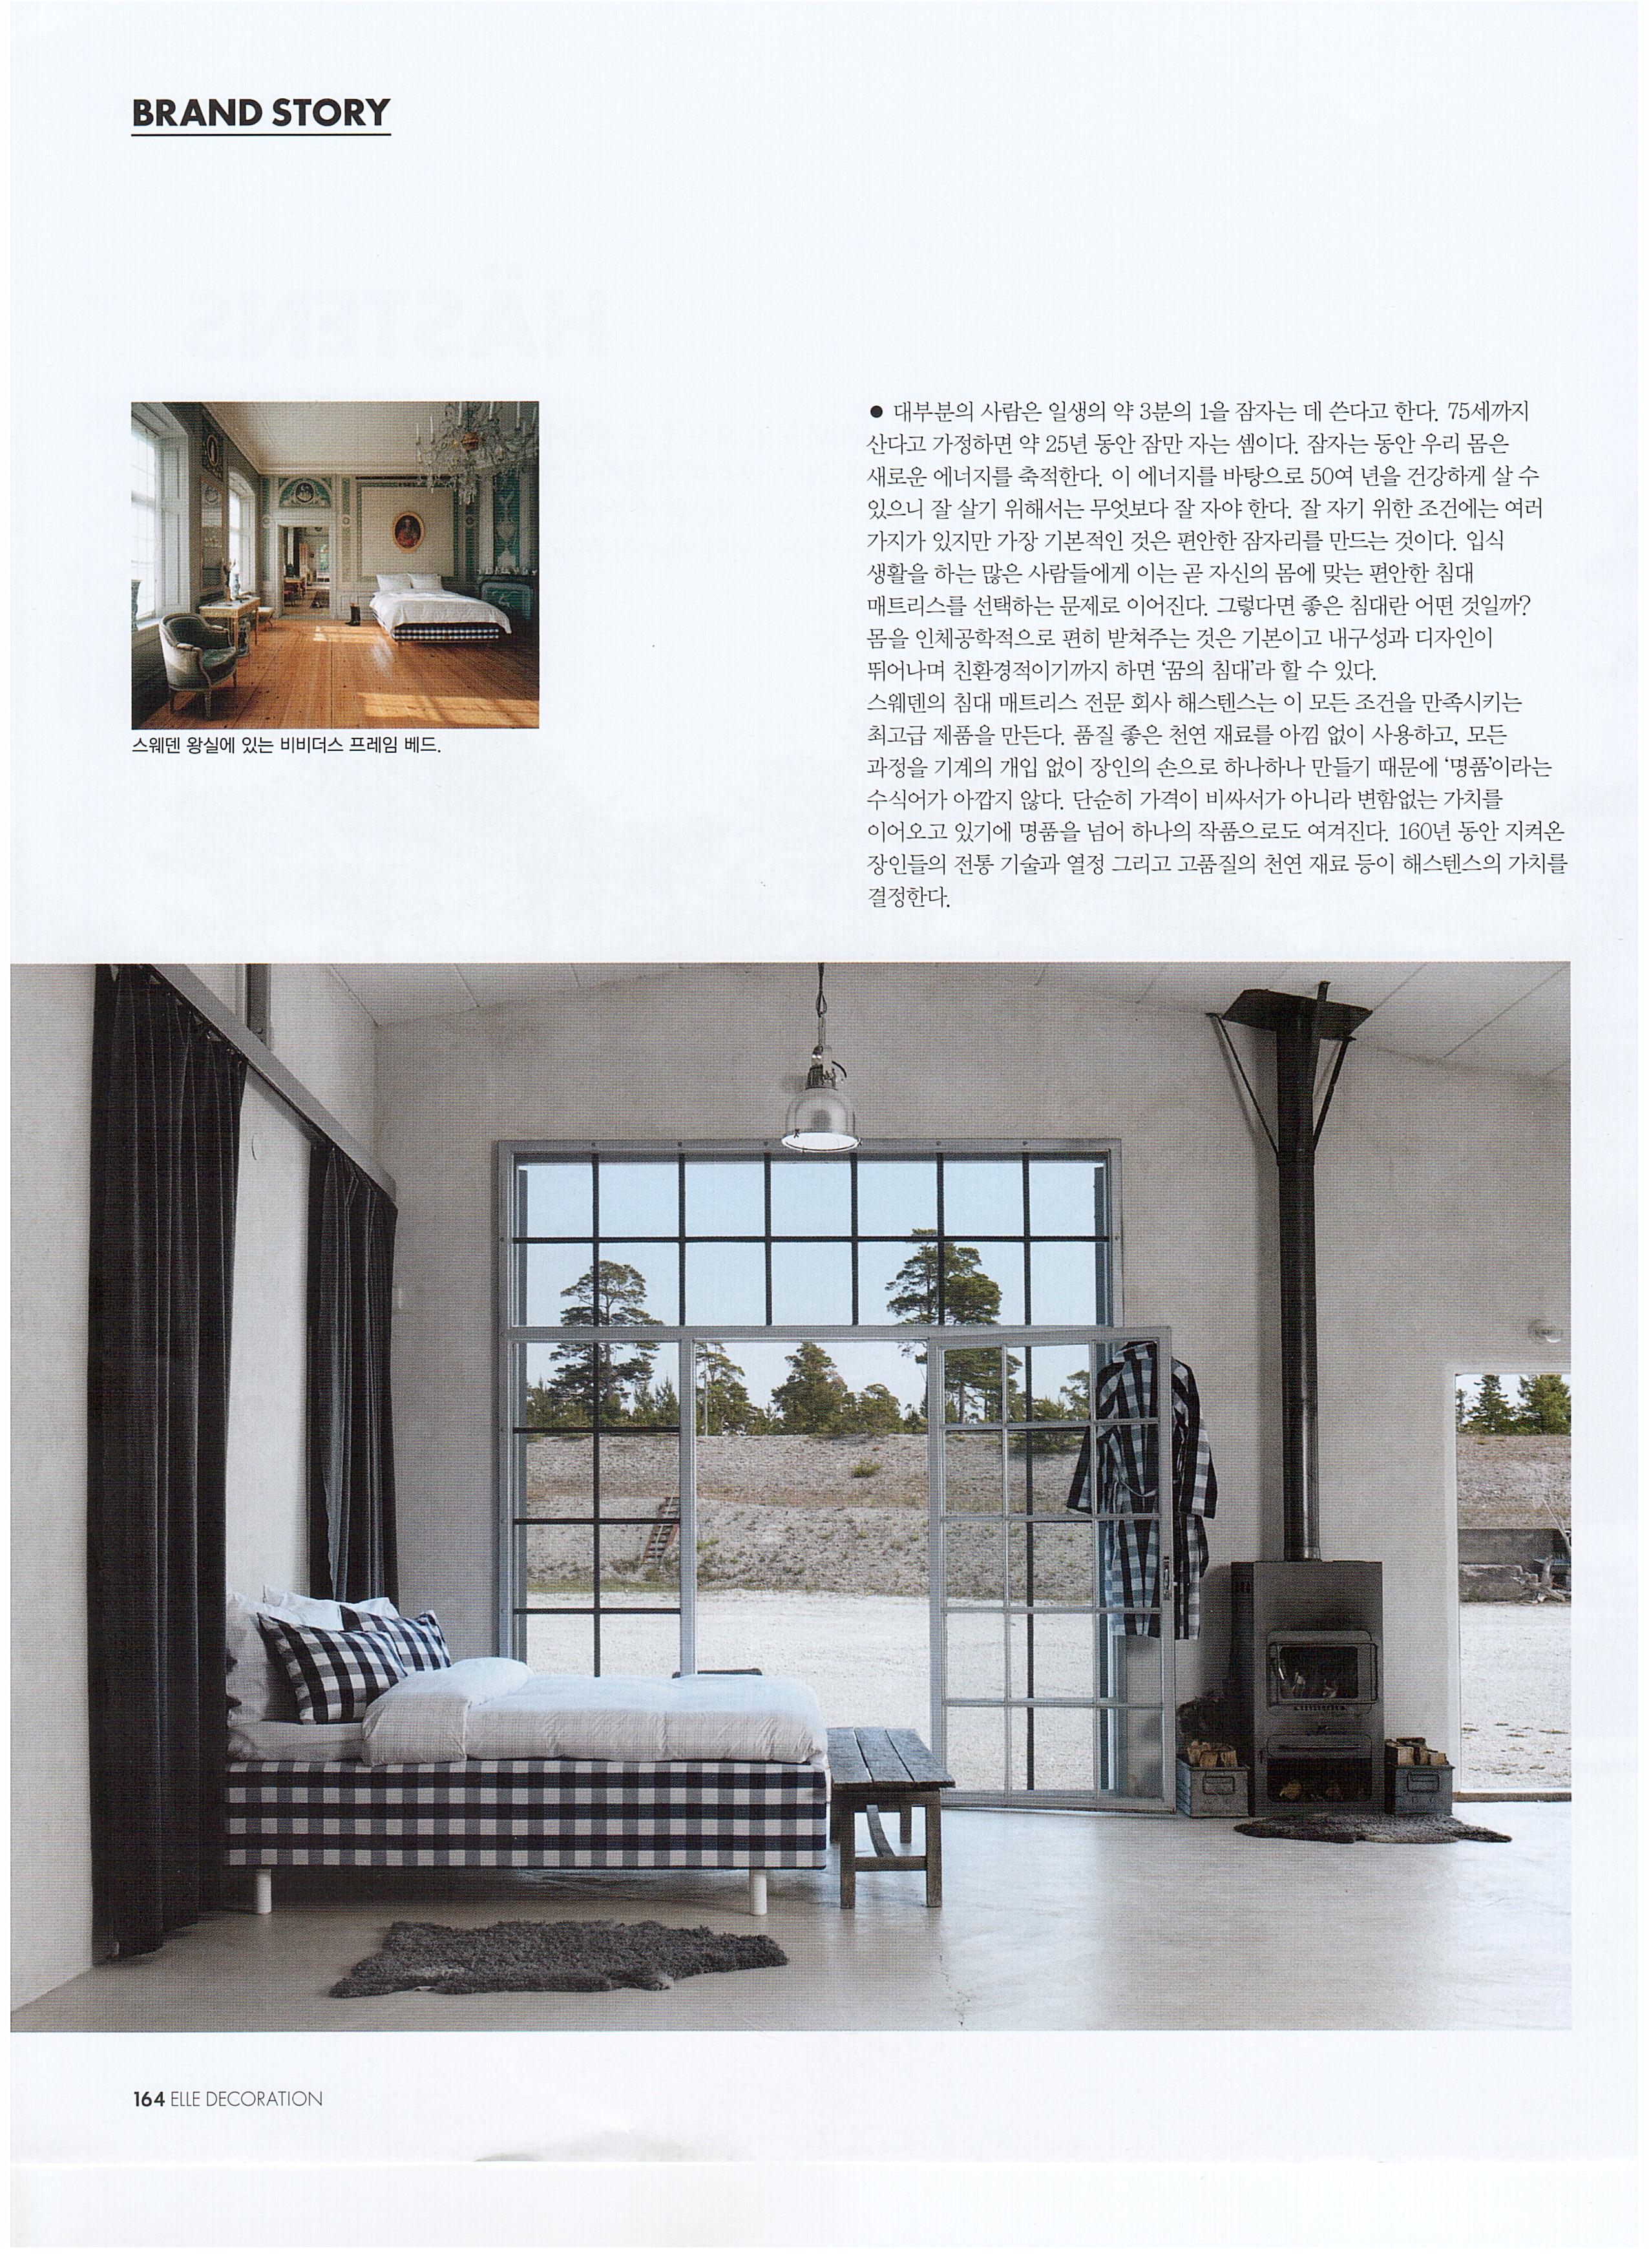 BRAND STORY
스웨덴 왕실에 있는 비비더스 프레임 베드.
● 대부분의 사람은 일생의 약 3분의 1을 잠자는 데 쓴다고 한다. 75세까지
산다고 가정하면 약 25년 동안 잠만 자는 셈이다. 잠자는 동안 우리 몸은
새로운 에너지를 축적한다. 이 에너지를 바탕으로 50여 년을 건강하게 살 수
있으니 잘 살기 위해서는 무엇보다 잘 자야 한다. 잘 자기 위한 조건에는 여러
가지가 있지만 가장 기본적인 것은 편안한 잠자리를 만드는 것이다. 입식
생활을 하는 많은 사람들에게 이는 곧 자신의 몸에 맞는 편안한 침대
매트리스를 선택하는 문제로 이어진다. 그렇다면 좋은 침대란 어떤 것일까?
몸을 인체공학적으로 편히 받쳐주는 것은 기본이고 내구성과 디자인이
뛰어나며 친환경적이기까지 하면 ‘꿈의 침대’라 할 수 있다.
스웨덴의 침대 매트리스 전문 회사 해스텐스는 이 모든 조건을 만족시키는
최고급 제품을 만든다. 품질 좋은 천연 재료를 아낌 없이 사용하고, 모든
과정을 기계의 개입 없이 장인의 손으로 하나하나 만들기 때문에 ‘명품’이라는
수식어가 아깝지 않다. 단순히 가격이 비싸서가 아니라 변함없는 가치를
이어오고 있기에 명품을 넘어 하나의 작품으로도 여겨진다. 160년 동안 지켜온
장인들의 전통 기술과 열정 그리고 고품질의 천연 재료 등이 해스텐스의 가치를
결정한다.
164 ELLE DECORATION